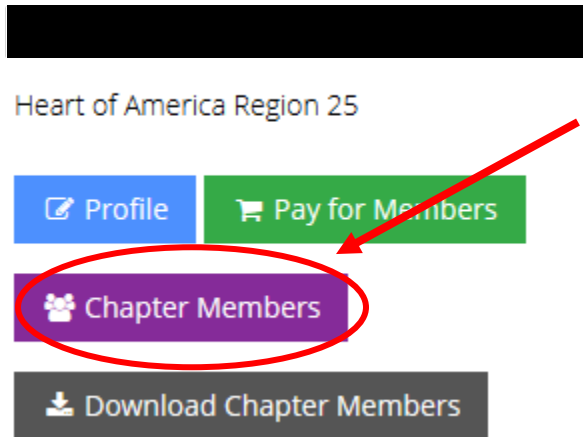 Heart of America Region 25
Profile Pay for Members
Chapter Members
Download Chapter Members